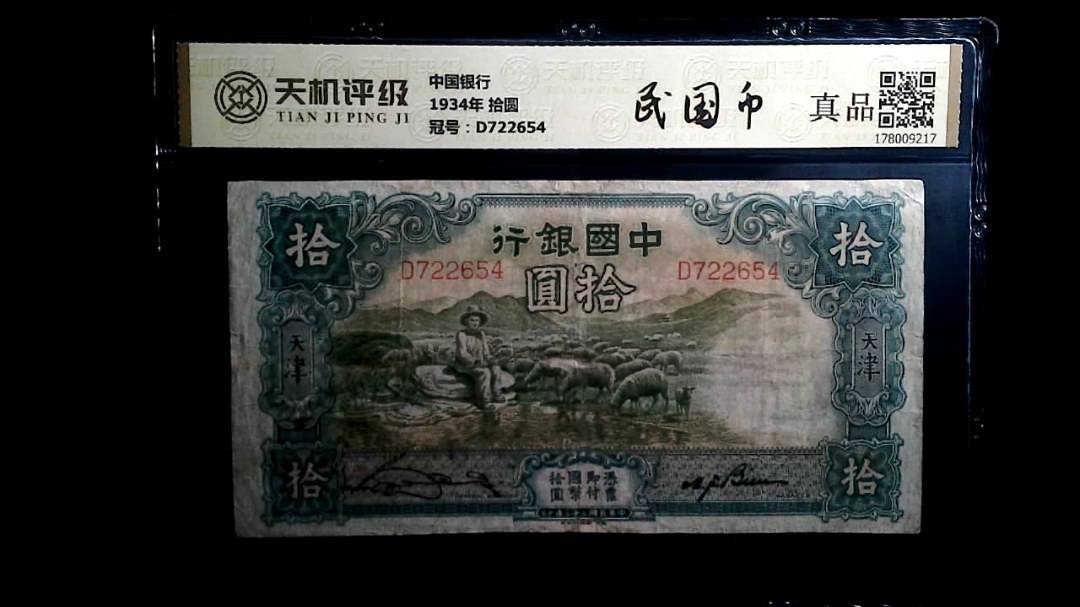 天机评级
TIAN JI PING JI
中国银行
1934年 拾圆
冠号：D722654
民国币
真品
178009217
行銀國中
D722654 D722654
圓拾
拾 拾
天津 天津
憑票
即付
國幣
拾圓
拾 拾